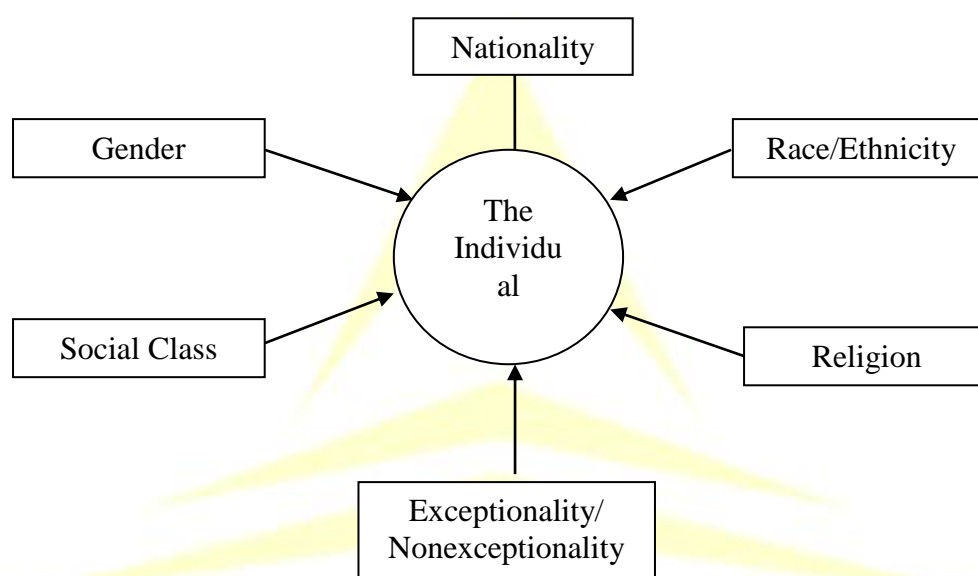 Nationality
Gender
Race/Ethnicity
The
Individu
al
Social Class
Religion
Exceptionality/
Nonexceptionality